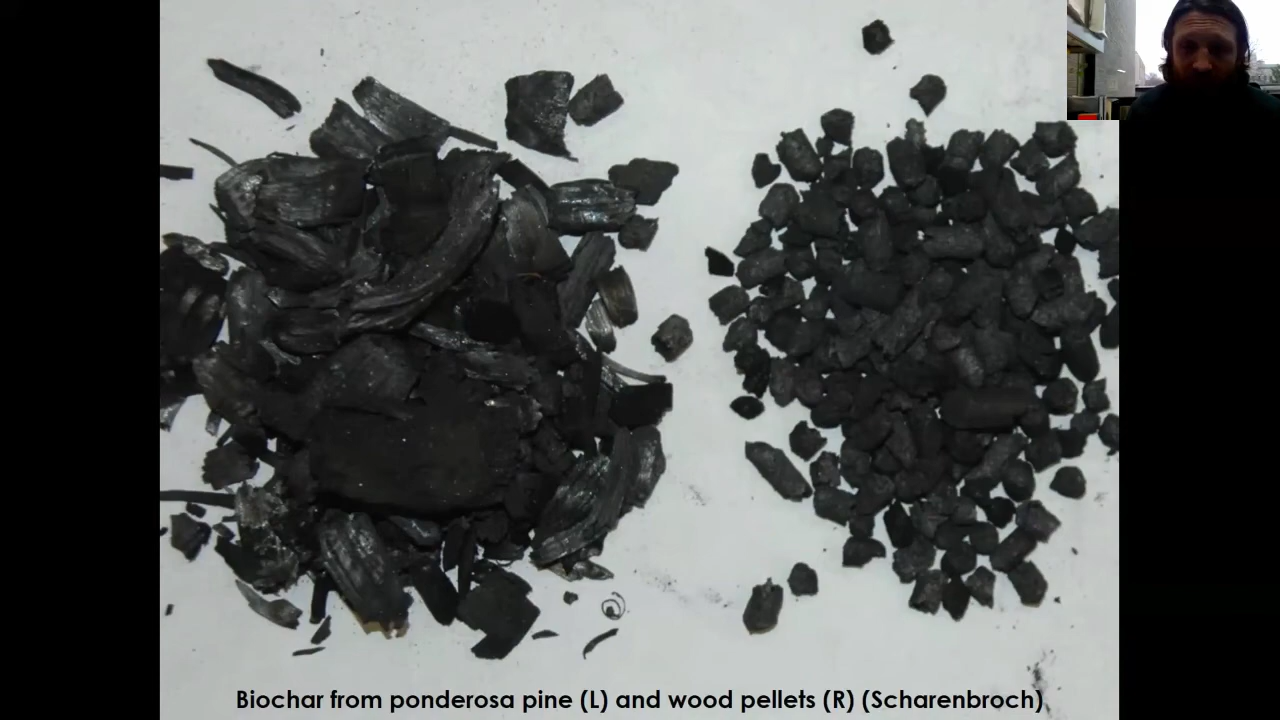 Biochar from ponderosa pine (L) and wood pellets (R) (Scharenbroch)